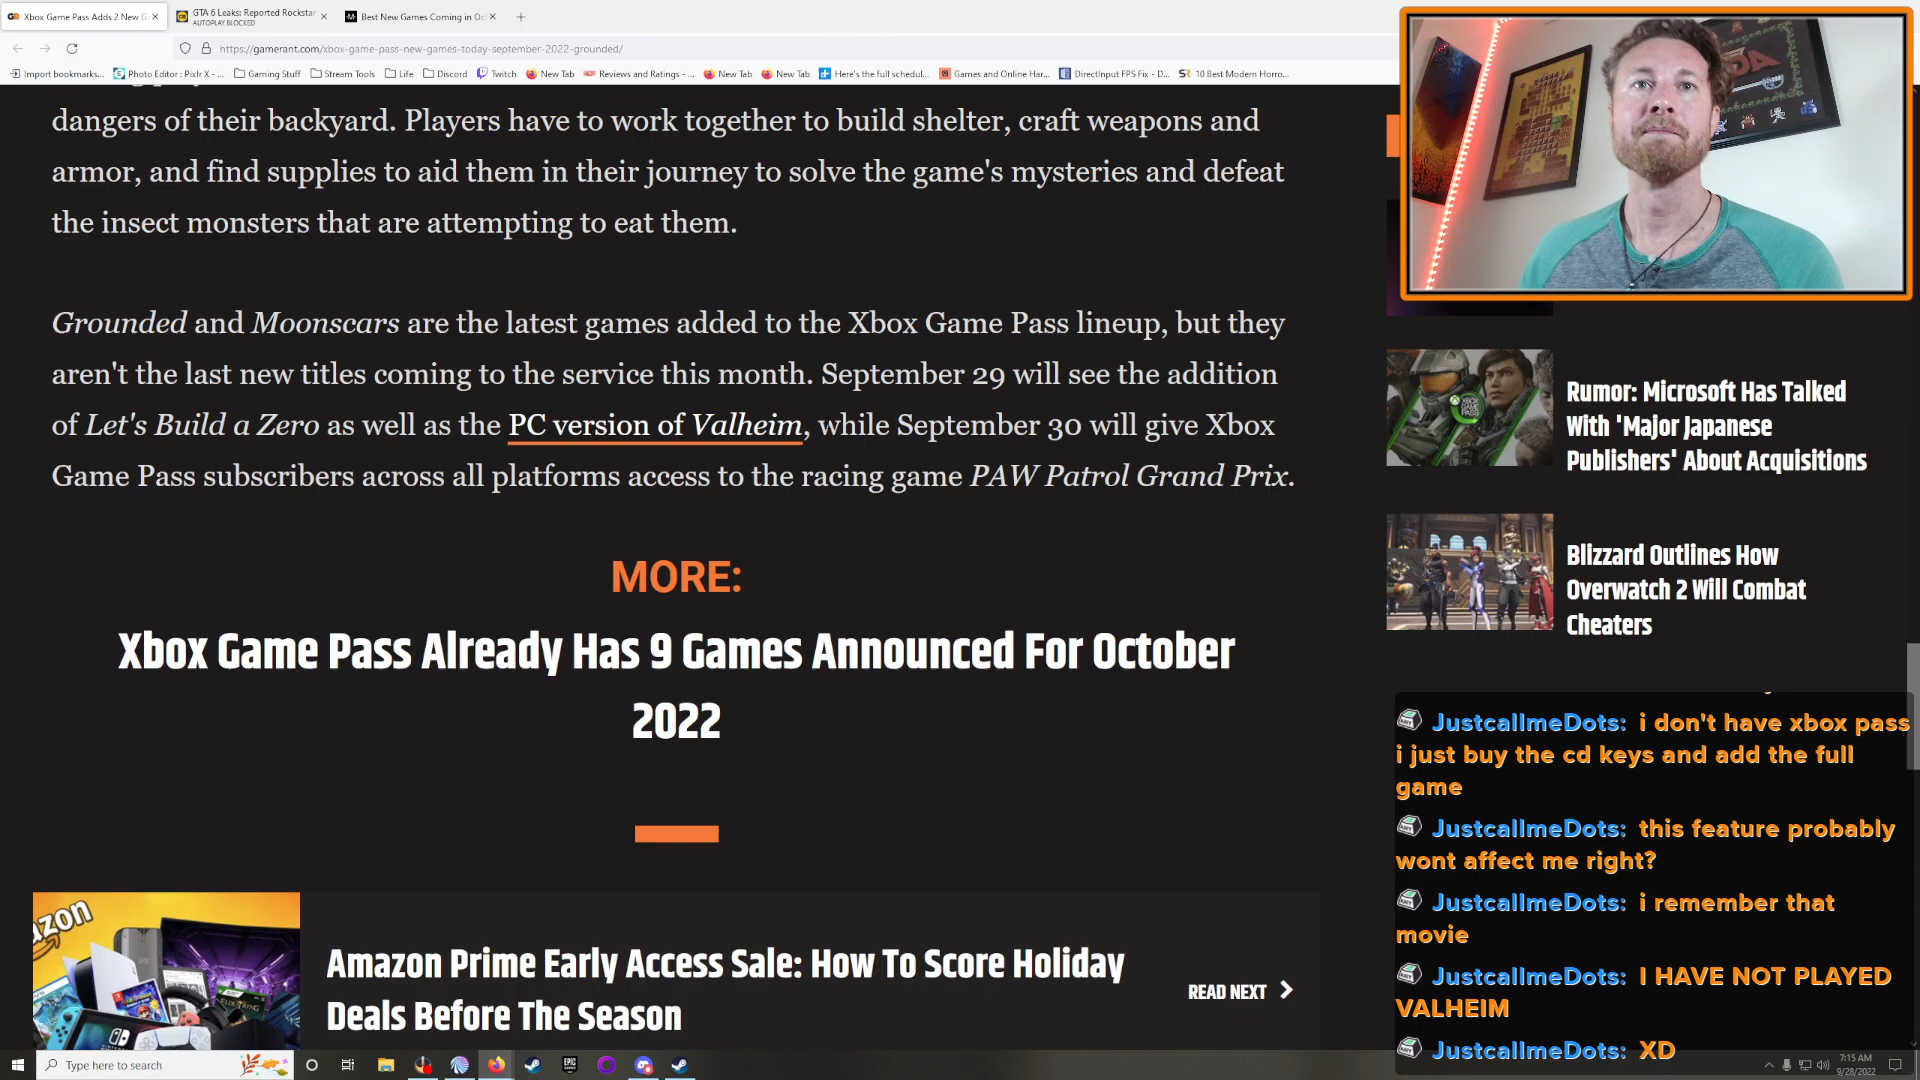 Xbox Game Pass Adds 2 New G
GTA 6 Leaks: Reported Rockstar
AUTOPLAY BLOCKED
Best New Games Coming in Oc
https://gamerant.com/xbox-game-pass-new-games-today-september-2022-grounded/
Import bookmarks... Photo Editor : Pixlr X - ... Gaming Stuff Stream Tools Life Discord Twitch New Tab Reviews and Ratings - ... New Tab New Tab Here's the full schedul... Games and Online Har... DirectInput FPS Fix - D... 10 Best Modern Horro...
dangers of their backyard. Players have to work together to build shelter, craft weapons and
armor, and find supplies to aid them in their journey to solve the game's mysteries and defeat
the insect monsters that are attempting to eat them.
Grounded and Moonscars are the latest games added to the Xbox Game Pass lineup, but they
aren't the last new titles coming to the service this month. September 29 will see the addition
of Let's Build a Zero as well as the PC version of Valheim, while September 30 will give Xbox
Game Pass subscribers across all platforms access to the racing game PAW Patrol Grand Prix.
MORE:
Xbox Game Pass Already Has 9 Games Announced For October
2022
Amazon Prime Early Access Sale: How To Score Holiday
Deals Before The Season
READ NEXT
Rumor: Microsoft Has Talked
With 'Major Japanese
Publishers' About Acquisitions
Blizzard Outlines How
Overwatch 2 Will Combat
Cheaters
JustcallmeDots: i don't have xbox pass
i just buy the cd keys and add the full
game
JustcallmeDots: this feature probably
wont affect me right?
JustcallmeDots: i remember that
movie
JustcallmeDots: I HAVE NOT PLAYED
VALHEIM
JustcallmeDots: XD
Type here to search
7:15 AM
9/28/2022